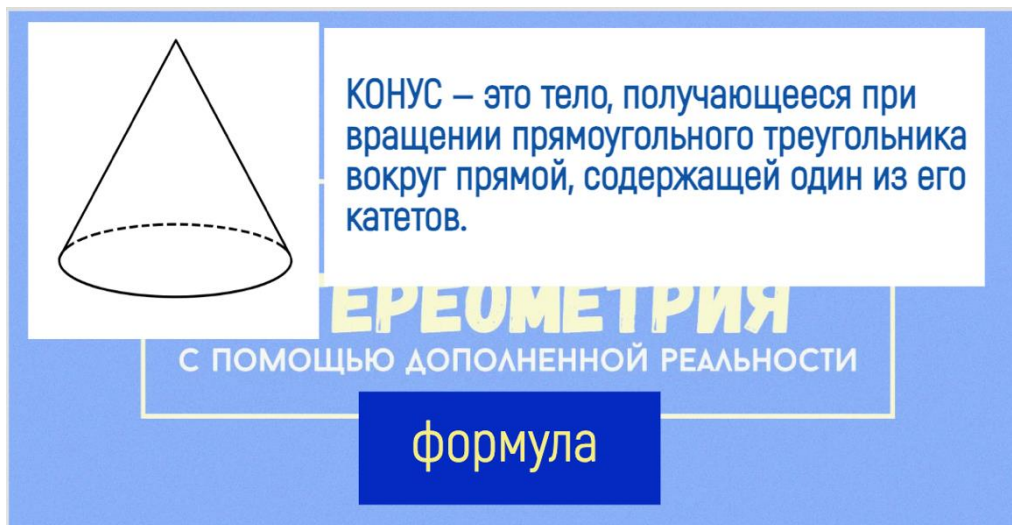 КОНУС – это тело, получающееся при
вращении прямоугольного треугольника
вокруг прямой, содержащей один из его
катетов.
ТЕРЕОМЕТРИЯ
С ПОМОЩЬЮ ДОПОЛНЕННОЙ РЕАЛЬНОСТИ
формула